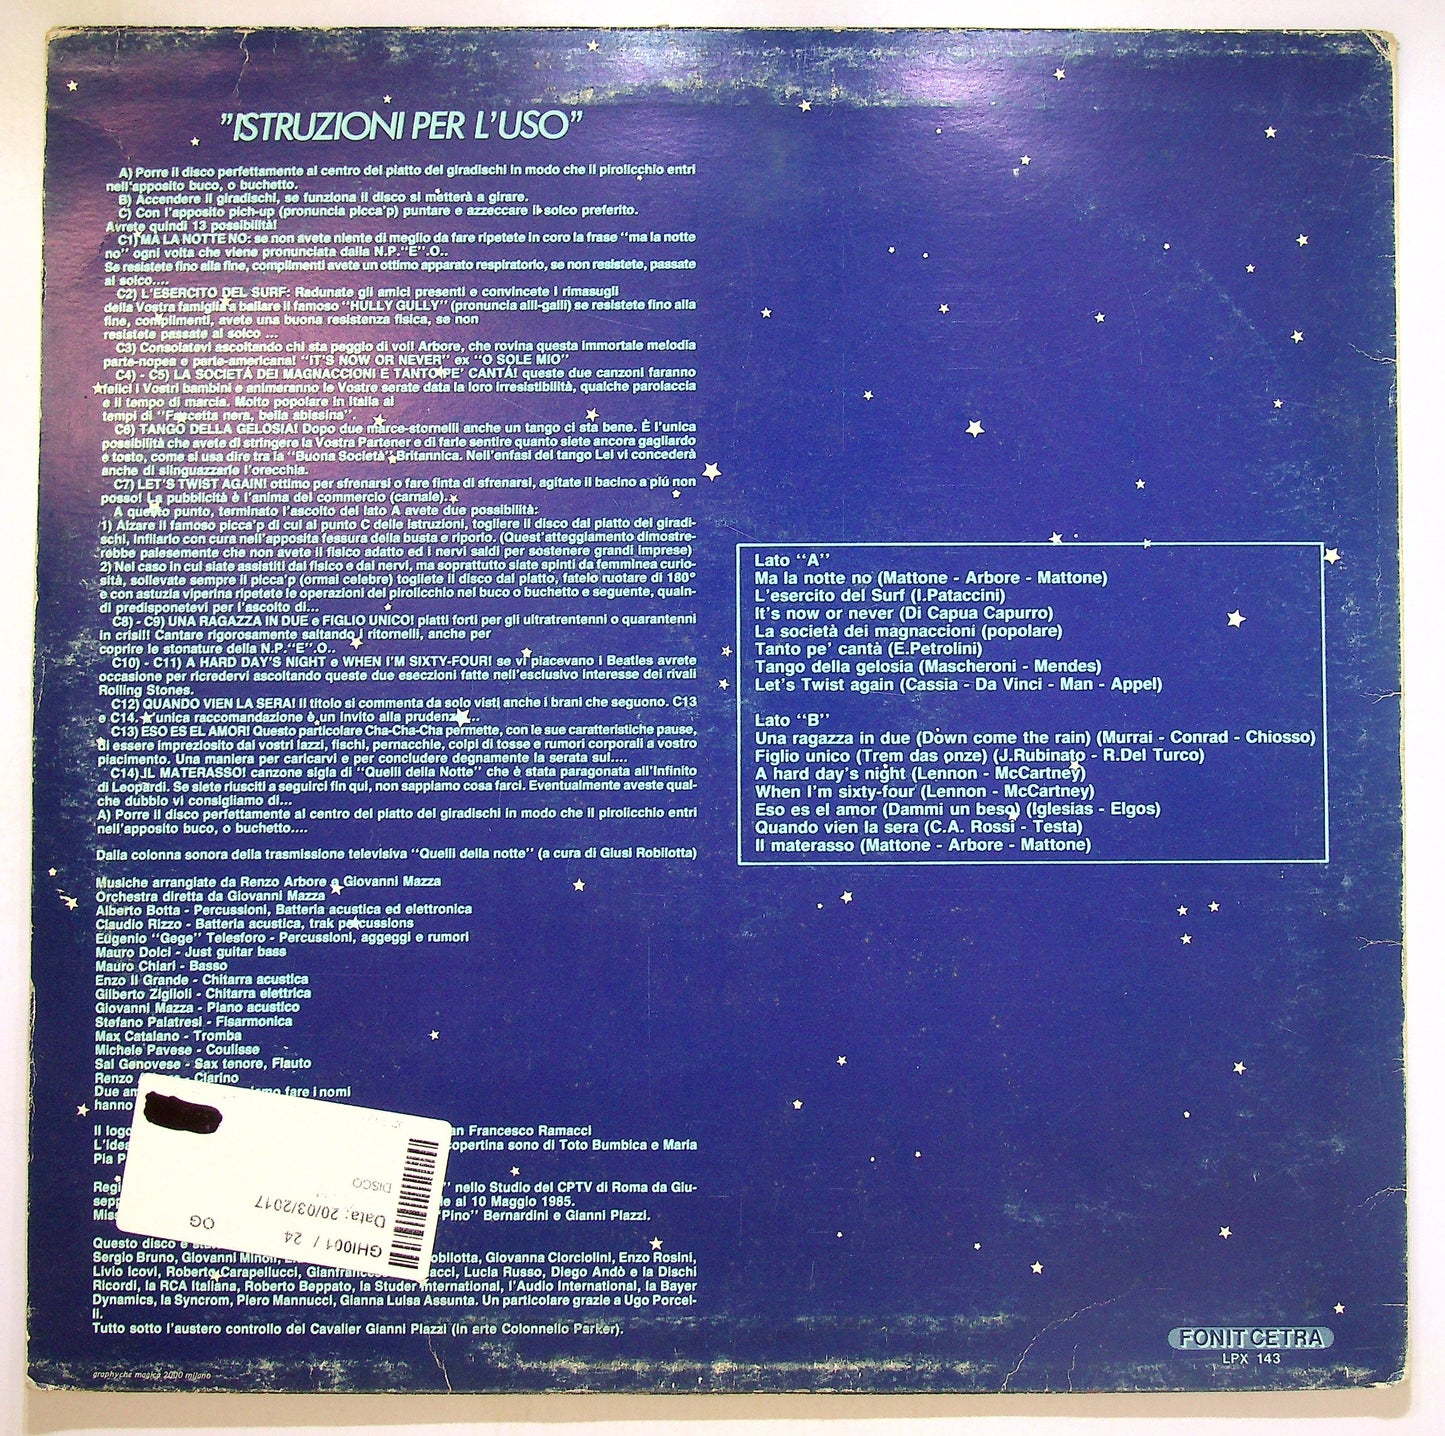 "ISTRUZIONI PER L'USO"
A) Porre il disco perfettamente al centro del piatto del giradischi in modo che il pirolicchio entri
nell'apposito buco, o buchetto.
B) Accendere il giradischi, se funziona il disco si metterà a girare.
C) Con l'apposito pich-up (pronuncia picca'p) puntare e azzeccare il solco preferito.
Avrete quindi 13 possibilità!
C1) MA LA NOTTE NO: se non avete niente di meglio da fare ripetete in coro la frase "ma la notte
no" ogni volta che viene pronunciata dalla N.P."E".O..
Se resistete fino alla fine, complimenti avete un ottimo apparato respiratorio, se non resistete, passate
al solco....
C2) L'ESERCITO DEL SURF: Radunate gli amici presenti e convincete i rimasugli
della Vostra famiglia a ballare il famoso "HULLY GULLY" (pronuncia alli-galli) se resistete fino alla
fine, complimenti, avete una buona resistenza fisica, se non
resistete passate al solco ...
C3) Consolatevi ascoltando chi sta peggio di voi! Arbore, che rovina questa immortale melodia
parte-nopea e parte-americana! "IT'S NOW OR NEVER" ex "O SOLE MIO"
C4) - C5) LA SOCIETÁ DEI MAGNACCIONI E TANTO PE' CANTÁ! queste due canzoni faranno
felici i Vostri bambini e animeranno le Vostre serate data la loro irresistibilità, qualche parolaccia
e il tempo di marcia. Molto popolare in Italia ai
tempi di "Faccetta nera, bella abissina".
C6) TANGO DELLA GELOSIA! Dopo due marce-stornelli anche un tango ci sta bene. È l'unica
possibilità che avete di stringere la Vostra Partener e di farle sentire quanto siete ancora gagliardo
e tosto, come si usa dire tra la "Buona Società" Britannica. Nell'enfasi del tango Lei vi concederà
anche di slinguazzarle l'orecchia.
C7) LET'S TWIST AGAIN! ottimo per sfrenarsi o fare finta di sfrenarsi, agitate il bacino a piú non
posso! La pubblicità è l'anima del commercio (carnale)..
A questo punto, terminato l'ascolto del lato A avete due possibilità:
1) Alzare il famoso picca'p di cui al punto C delle istruzioni, togliere il disco dal piatto del giradi-
schi, infilarlo con cura nell'apposita fessura della busta e riporlo. (Quest'atteggiamento dimostre-
rebbe palesemente che non avete il fisico adatto ed i nervi saldi per sostenere grandi imprese)
2) Nel caso in cui siate assistiti dal fisico e dai nervi, ma soprattutto siate spinti da femminea curio-
sità, sollevate sempre il picca'p (ormai celebre) togliete il disco dal piatto, fatelo ruotare di 180°
e con astuzia viperina ripetete le operazioni del pirolicchio nel buco o buchetto e seguente, quin-
di predisponetevi per l'ascolto di...
C8) - C9) UNA RAGAZZA IN DUE e FIGLIO UNICO! piatti forti per gli ultratrentenni o quarantenni
in crisi!! Cantare rigorosamente saltando i ritornelli, anche per
coprire le stonature della N.P."E".O..
C10) - C11) A HARD DAY'S NIGHT e WHEN I'M SIXTY-FOUR! se vi piacevano i Beatles avrete
occasione per ricredervi ascoltando queste due eseczioni fatte nell'esclusivo interesse dei rivali
Rolling Stones.
C12) QUANDO VIEN LA SERA! Il titolo si commenta da solo visti anche i brani che seguono. C13
e C14. L'unica raccomandazione è un invito alla prudenza...
C13) ESO ES EL AMOR! Questo particolare Cha-Cha-Cha permette, con le sue caratteristiche pause,
di essere impreziosito dai vostri lazzi, fischi, pernacchie, colpi di tosse e rumori corporali a vostro
piacimento. Una maniera per caricarvi e per concludere degnamente la serata sul....
C14) IL MATERASSO! canzone sigla di "Quelli della Notte" che è stata paragonata all'Infinito
di Leopardi. Se siete riusciti a seguirci fin qui, non sappiamo cosa farci. Eventualmente aveste qual-
che dubbio vi consigliamo di...
A) Porre il disco perfettamente al centro del piatto del giradischi in modo che il pirolicchio entri
nell'apposito buco, o buchetto....
Dalla colonna sonora della trasmissione televisiva "Quelli della notte" (a cura di Giusi Robilotta)
Musiche arrangiate da Renzo Arbore e Giovanni Mazza
Orchestra diretta da Giovanni Mazza
Alberto Botta - Percussioni, Batteria acustica ed elettronica
Claudio Rizzo - Batteria acustica, trak percussions
Eugenio "Gege" Telesforo - Percussioni, aggeggi e rumori
Mauro Dolci - Just guitar bass
Mauro Chiari - Basso
Enzo Il Grande - Chitarra acustica
Gilberto Ziglioli - Chitarra elettrica
Giovanni Mazza - Piano acustico
Stefano Palatresi - Fisarmonica
Max Catalano - Tromba
Michele Pavese - Coulisse
Sal Genovese - Sax tenore, Flauto
Renzo - Clarino
Due fare i nomi
hanno
Il logo Francesco Ramacci
L'idea copertina sono di Toto Bumbica e Maria
Pia
nello Studio del CPTV di Roma da Giu-
al 10 Maggio 1985.
"Pino" Bernardini e Gianni Plazzi.
Questo disco è
Sergio Bruno, Giovanni Giovanna Ciorciolini, Enzo Rosini,
Livio Icovi, Roberto Carapellucci, Lucia Russo, Diego Andò e la Dischi
Ricordi, la RCA Italiana, Roberto Beppato, la Studer International, l'Audio International, la Bayer
Dynamics, la Syncrom, Piero Mannucci, Gianna Luisa Assunta. Un particolare grazie a Ugo Porcel-
li.
Tutto sotto l'austero controllo del Cavalier Gianni Plazzi (in arte Colonnello Parker).
graphyche magica 2000 milano
GHI001 / 24
Data: 20/03/2017
OG
DISCO
Lato "A"
Ma la notte no (Mattone - Arbore - Mattone)
L'esercito del Surf (I.Pataccini)
It's now or never (Di Capua Capurro)
La società dei magnaccioni (popolare)
Tanto pe' cantà (E.Petrolini)
Tango della gelosia (Mascheroni - Mendes)
Let's Twist again (Cassia - Da Vinci - Man - Appel)
Lato "B"
Una ragazza in due (Down come the rain) (Murrai - Conrad - Chiosso)
Figlio unico (Trem das onze) (J.Rubinato - R.Del Turco)
A hard day's night (Lennon - McCartney)
When I'm sixty-four (Lennon - McCartney)
Eso es el amor (Dammi un beso) (Iglesias - Elgos)
Quando vien la sera (C.A. Rossi - Testa)
Il materasso (Mattone - Arbore - Mattone)
FONIT CETRA
LPX 143